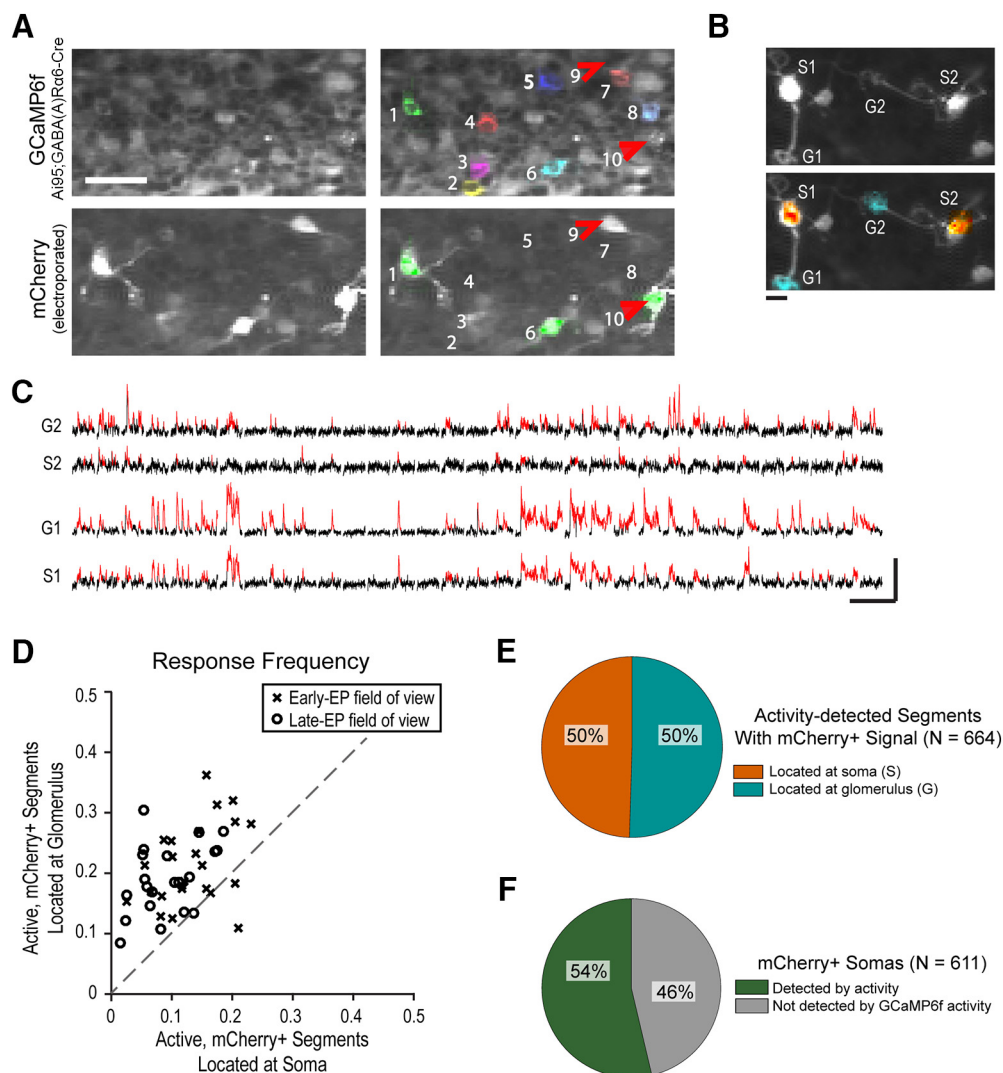 A
GCaMP6f
Ai95;GABA(A)Rα6-Cre
1
2
3
4
5
6
7
8
9
10
mCherry
(electroporated)
1
2
3
4
5
6
7
8
9
10
B
S1
S2
G2
G1
S1
S2
G2
G1
C
G2
S2
G1
S1
D
Response Frequency
Early-EP field of view
Late-EP field of view
Active, mCherry+ Segments
Located at Glomerulus
0.5
0.4
0.3
0.2
0.1
0
0
0.1
0.2
0.3
0.4
0.5
Active, mCherry+ Segments
Located at Soma
E
50%
50%
Activity-detected Segments
With mCherry+ Signal (N = 664)
Located at soma (S)
Located at glomerulus (G)
F
54%
46%
mCherry+ Somas (N = 611)
Detected by activity
Not detected by GCaMP6f activity